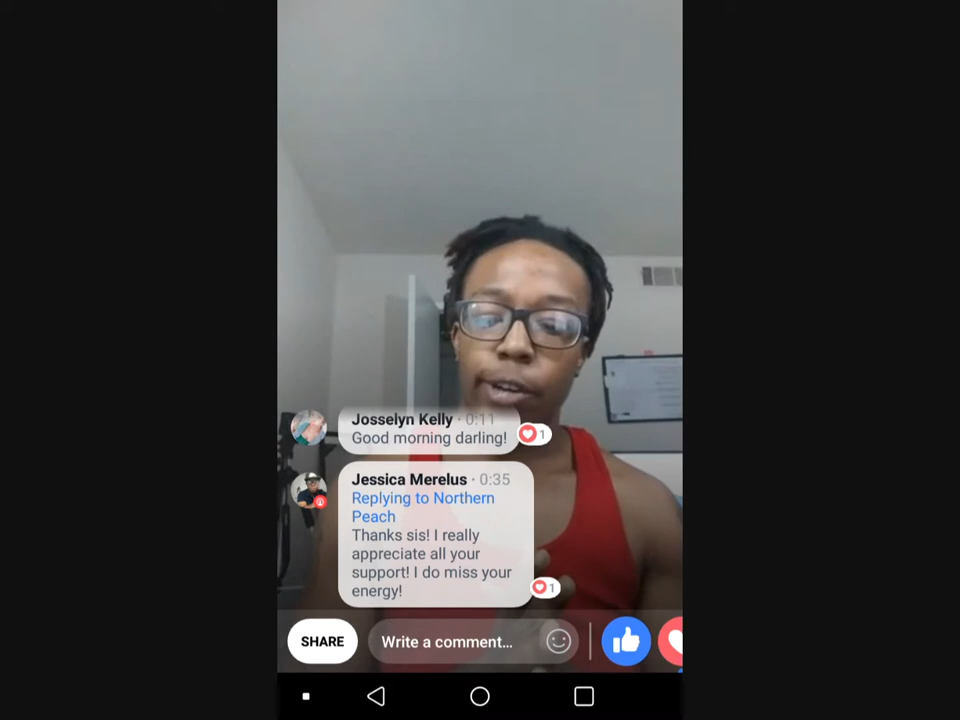 Josselyn Kelly · 0:11
Good morning darling!
1
Jessica Merelus · 0:35
Replying to Northern
Peach
Thanks sis! I really
appreciate all your
support! I do miss your
energy!
1
SHARE
Write a comment...